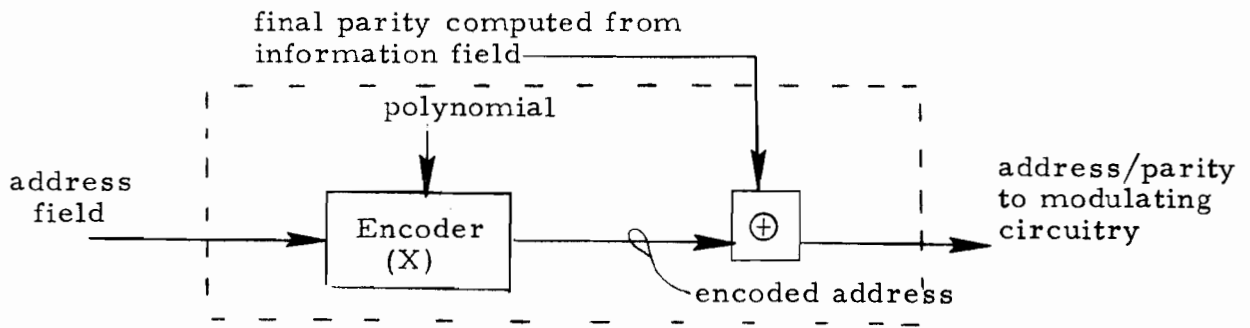 final parity computed from
information field
polynomial
address
field
Encoder
(X)
⊕
encoded address
address/parity
to modulating
circuitry